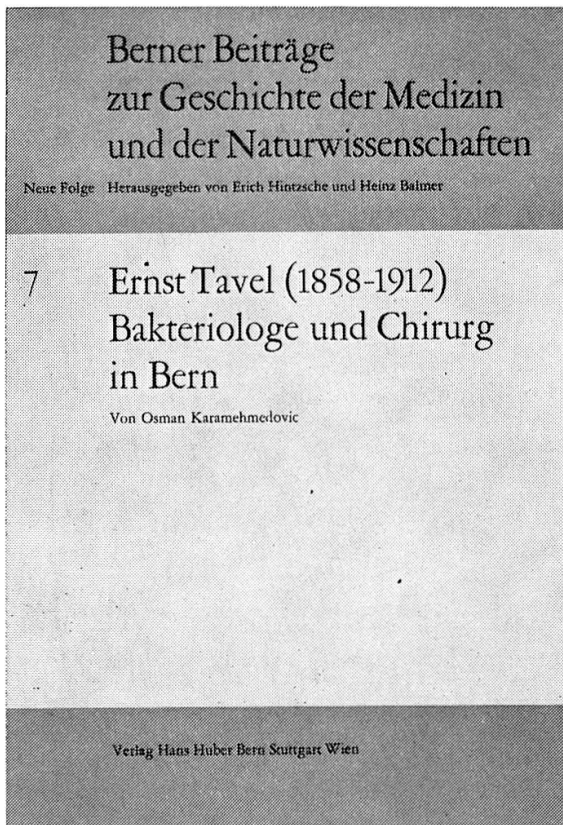 Berner Beiträge
zur Geschichte der Medizin
und der Naturwissenschaften
Neue Folge Herausgegeben von Erich Hintzsche und Heinz Balmer
7 Ernst Tavel (1858-1912)
Bakteriologe und Chirurg
in Bern
Von Osman Karamehmedovic
Verlag Hans Huber Bern Stuttgart Wien